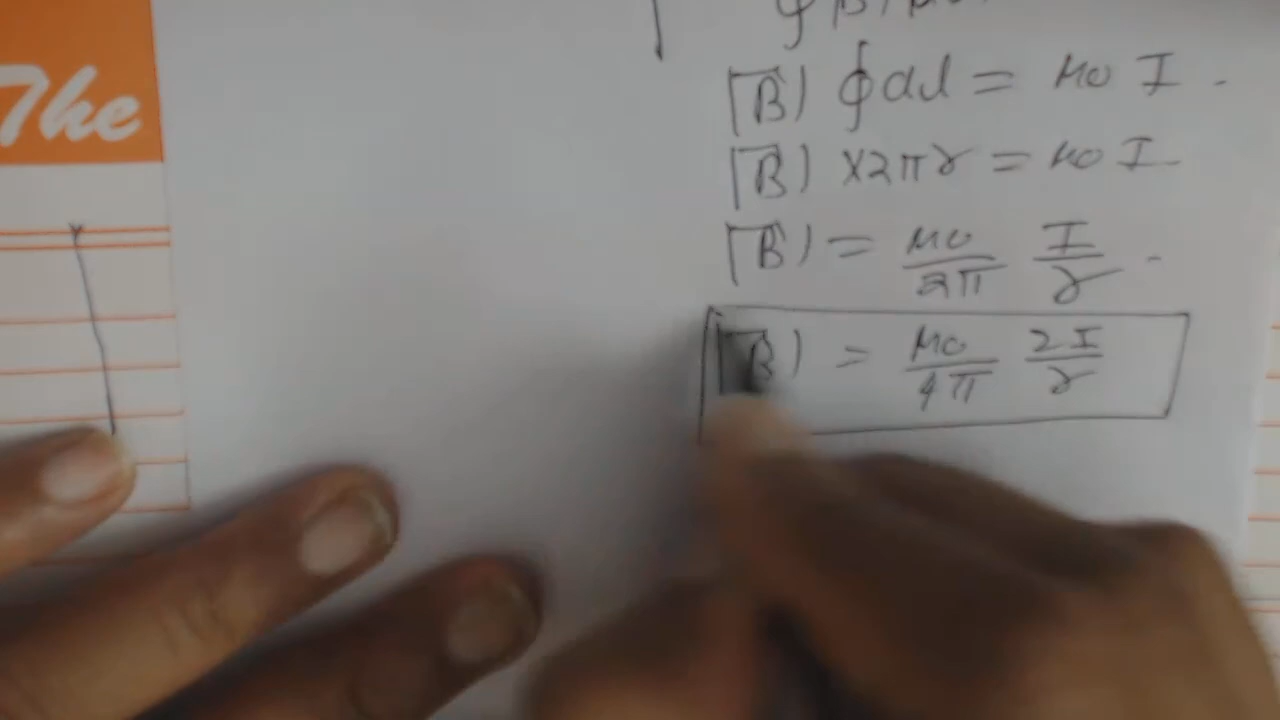 The
|B⃗| ∮dl = μ0 I.
|B⃗| × 2πr = μ0 I
|B⃗| = μ0/2π I/r.
|B⃗| = μ0/4π 2I/r